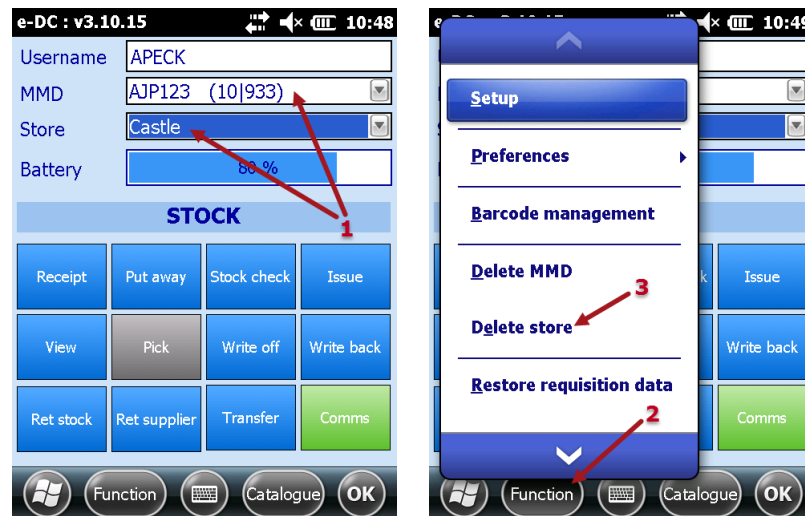 e-DC : v3.10.15 10:48
Username APECK
MMD AJP123 (10|933)
Store Castle
Battery 80 %
1
STOCK
Receipt Put away Stock check Issue
View Pick Write off Write back
Ret stock Ret supplier Transfer Comms
Function Catalogue OK
10:49
Setup
Preferences
Barcode management
Delete MMD
3
Delete store
Restore requisition data
2
k Issue
Write back
Comms
Function Catalogue OK